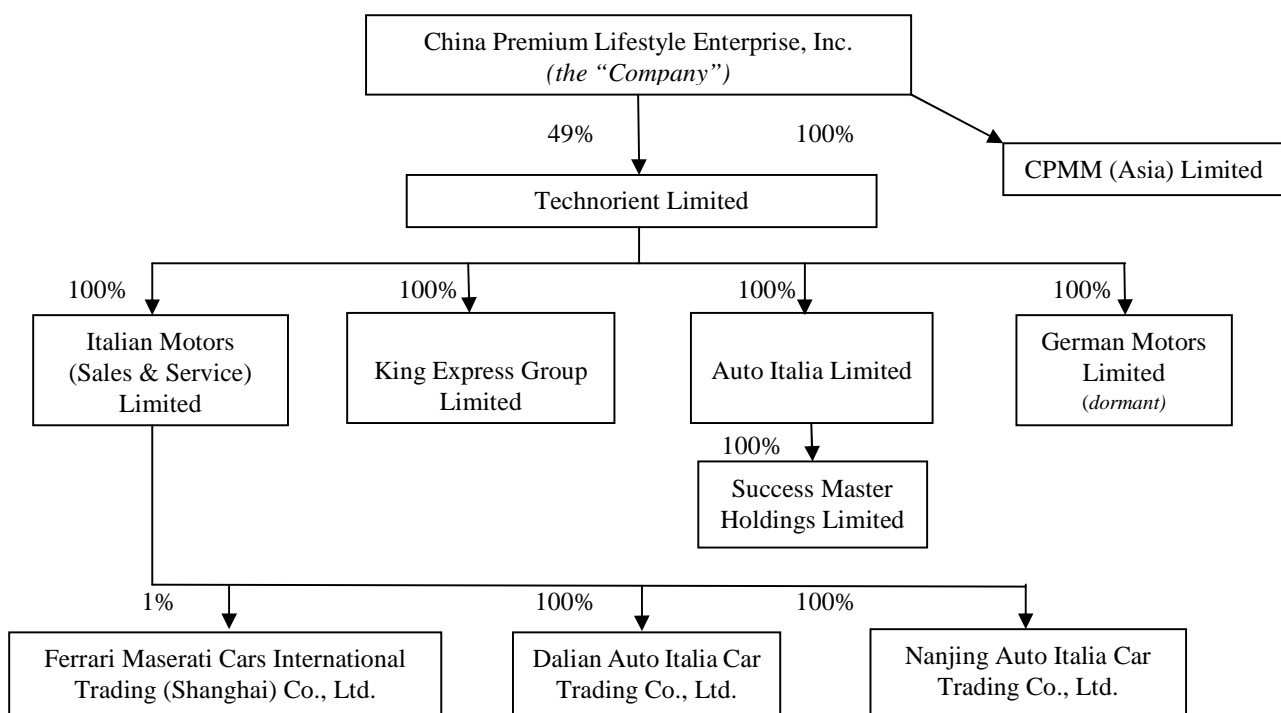 China Premium Lifestyle Enterprise, Inc.
(the “Company”)
49%
100%
CPMM (Asia) Limited
Technorient Limited
100%
100%
100%
100%
Italian Motors
(Sales & Service)
Limited
King Express Group
Limited
Auto Italia Limited
German Motors
Limited
(dormant)
100%
Success Master
Holdings Limited
1%
100%
100%
Ferrari Maserati Cars International
Trading (Shanghai) Co., Ltd.
Dalian Auto Italia Car
Trading Co., Ltd.
Nanjing Auto Italia Car
Trading Co., Ltd.